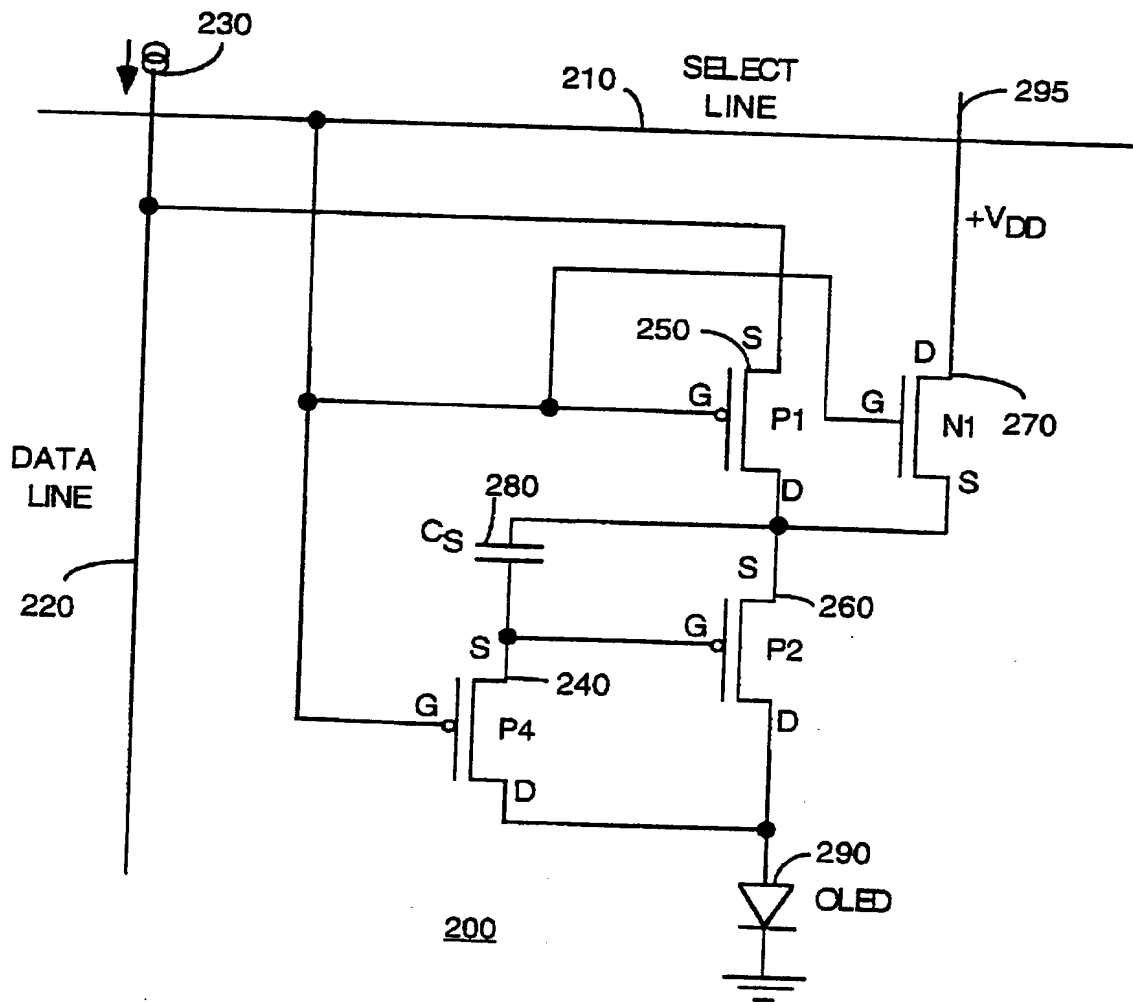 230
SELECT
LINE
210
295
+VDD
250
S
D
G
P1
G
N1
270
DATA
LINE
D
S
280
CS
S
220
260
G
P2
S
240
G
P4
D
D
290
OLED
200